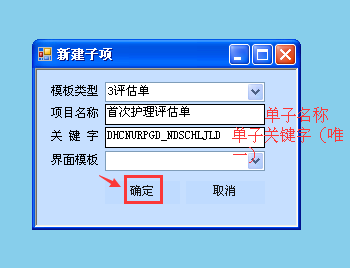 新建子项
模板类型 3评估单
项目名称 首次护理评估单 单子名称
关 键 字 DHCNURPGD_NDSCHLJLD 单子关键字（唯
一）
界面模板
确定 取消